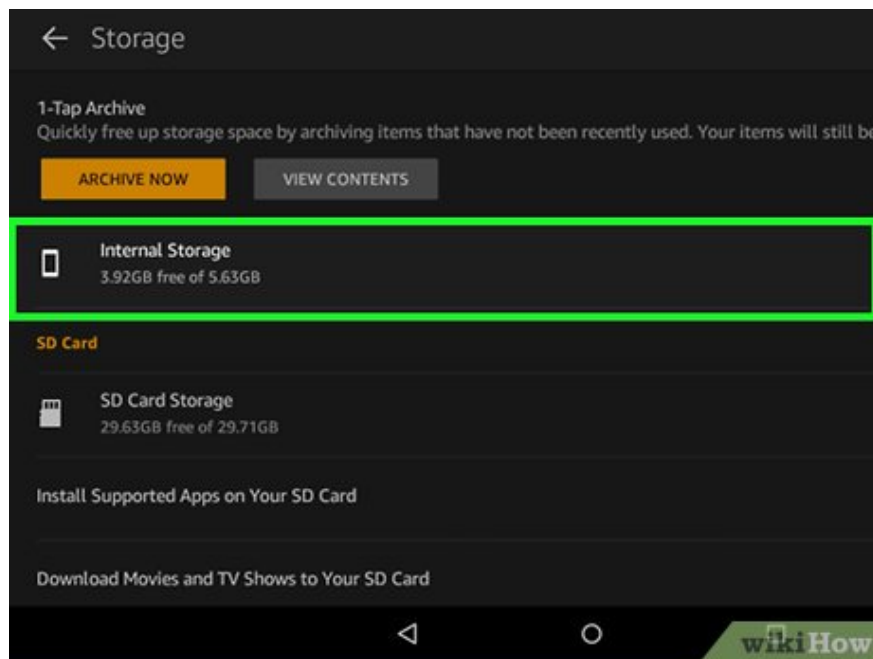 Storage
1-Tap Archive
Quickly free up storage space by archiving items that have not been recently used. Your items will still be
ARCHIVE NOW
VIEW CONTENTS
Internal Storage
3.92GB free of 5.63GB
SD Card
SD Card Storage
29.63GB free of 29.71GB
Install Supported Apps on Your SD Card
Download Movies and TV Shows to Your SD Card
wikiHow